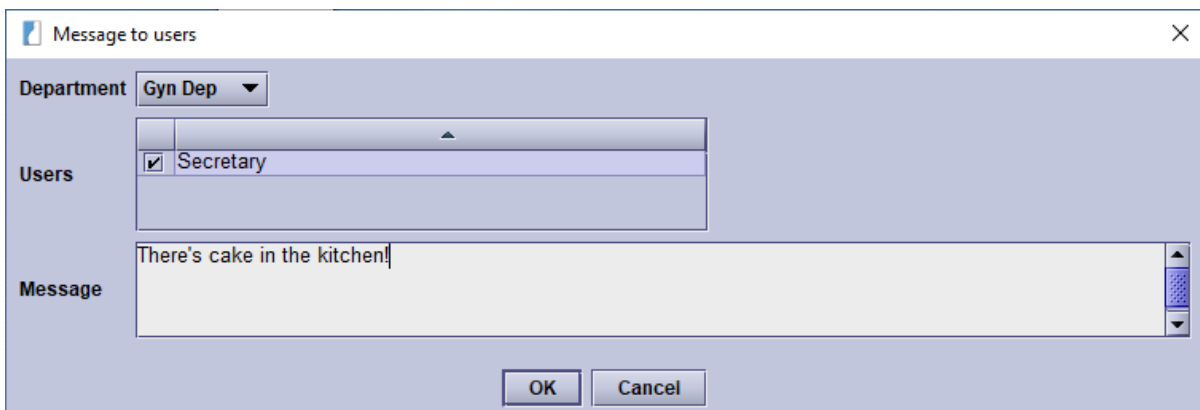 Message to users
Department Gyn Dep
Users
Secretary
Message
There's cake in the kitchen!
OK Cancel